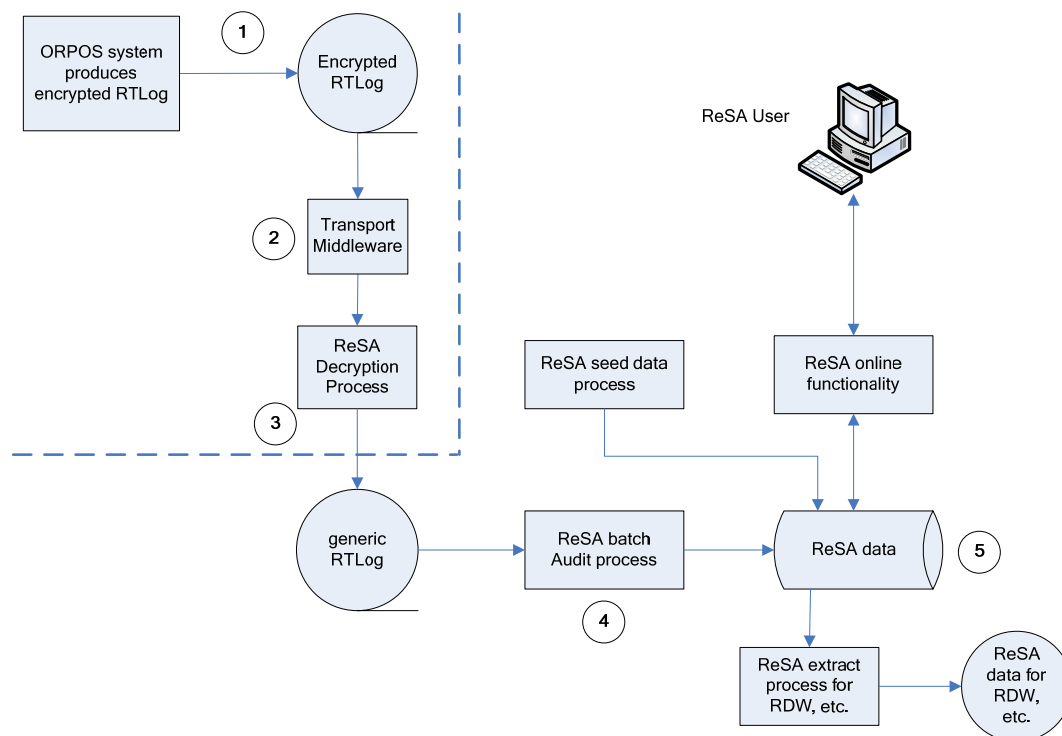 1
ORPOS system
produces
encrypted RTLog
Encrypted
RTLog
ReSA User
2
Transport
Middleware
ReSA
Decryption
Process
3
ReSA seed data
process
ReSA online
functionality
generic
RTLog
ReSA batch
Audit process
4
ReSA data
5
ReSA extract
process for
RDW, etc.
ReSA
data for
RDW,
etc.